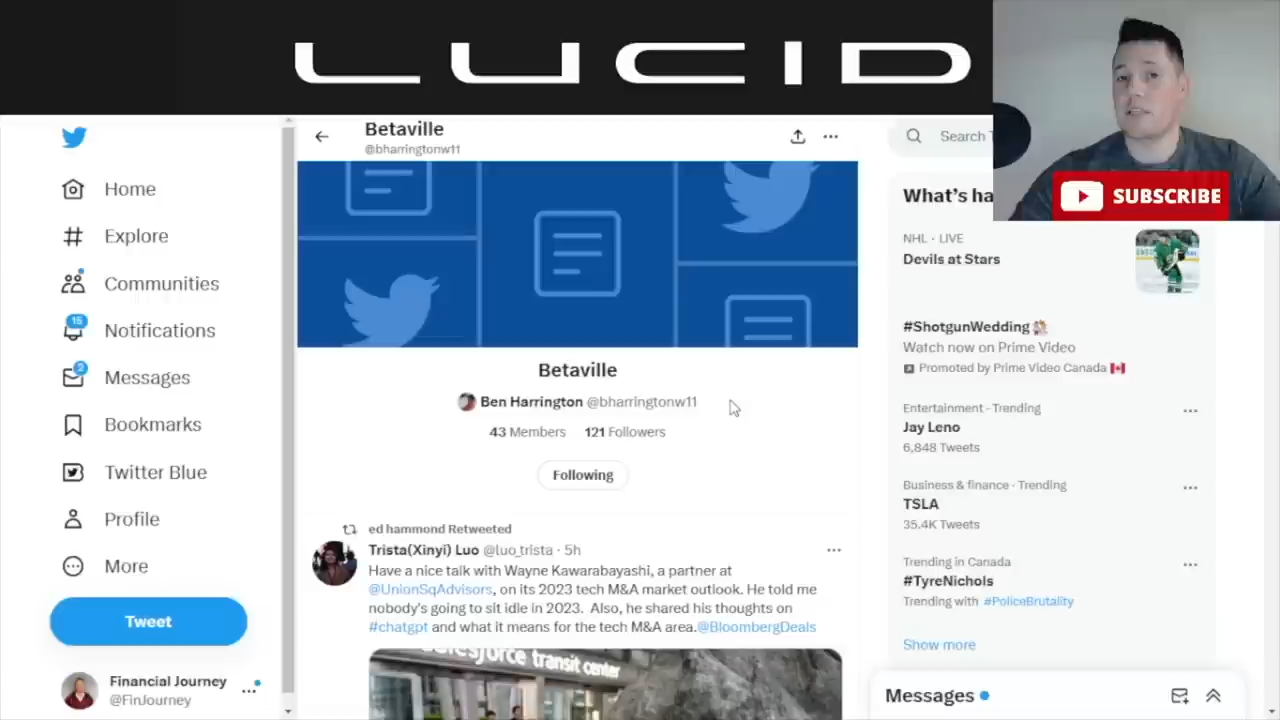 LUCID
SUBSCRIBE
Home
Explore
Communities
15
Notifications
2
Messages
Bookmarks
Twitter Blue
Profile
More
Tweet
Financial Journey
@FinJourney
Betaville
@bharringtonw11
Betaville
Ben Harrington @bharringtonw11
43 Members 121 Followers
Following
ed hammond Retweeted
Trista(Xinyi) Luo @luo_trista · 5h
Have a nice talk with Wayne Kawarabayashi, a partner at
@UnionSqAdvisors, on its 2023 tech M&A market outlook. He told me
nobody's going to sit idle in 2023. Also, he shared his thoughts on
#chatgpt and what it means for the tech M&A area.@BloombergDeals
salesforce transit center
Search
What's ha
NHL · LIVE
Devils at Stars
#ShotgunWedding
Watch now on Prime Video
Promoted by Prime Video Canada
Entertainment · Trending
Jay Leno
6,848 Tweets
Business & finance · Trending
TSLA
35.4K Tweets
Trending in Canada
#TyreNichols
Trending with #PoliceBrutality
Show more
Messages